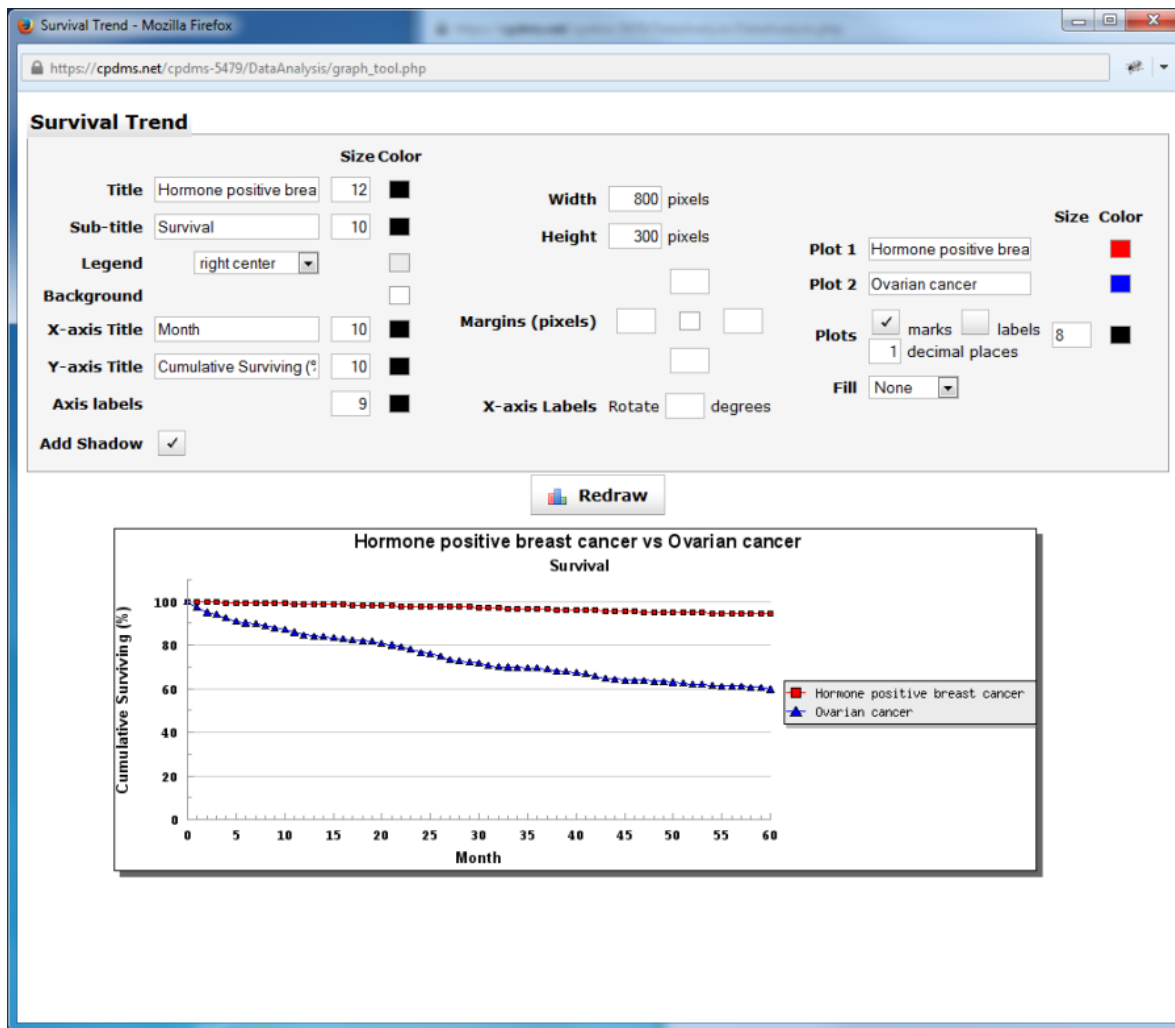 Survival Trend - Mozilla Firefox
https://cpdms.net/cpdms-5479/DataAnalysis/graph_tool.php
Survival Trend
Size Color
Title Hormone positive brea 12
Sub-title Survival 10
Legend right center
Background
X-axis Title Month 10
Y-axis Title Cumulative Surviving (% 10
Axis labels 9
Add Shadow
Width 800 pixels
Height 300 pixels
Margins (pixels)
X-axis Labels Rotate degrees
Size Color
Plot 1 Hormone positive brea
Plot 2 Ovarian cancer
Plots marks labels 8
1 decimal places
Fill None
Redraw
Hormone positive breast cancer vs Ovarian cancer
Survival
Cumulative Surviving (%)
100
80
60
40
20
0
0 5 10 15 20 25 30 35 40 45 50 55 60
Month
Hormone positive breast cancer
Ovarian cancer